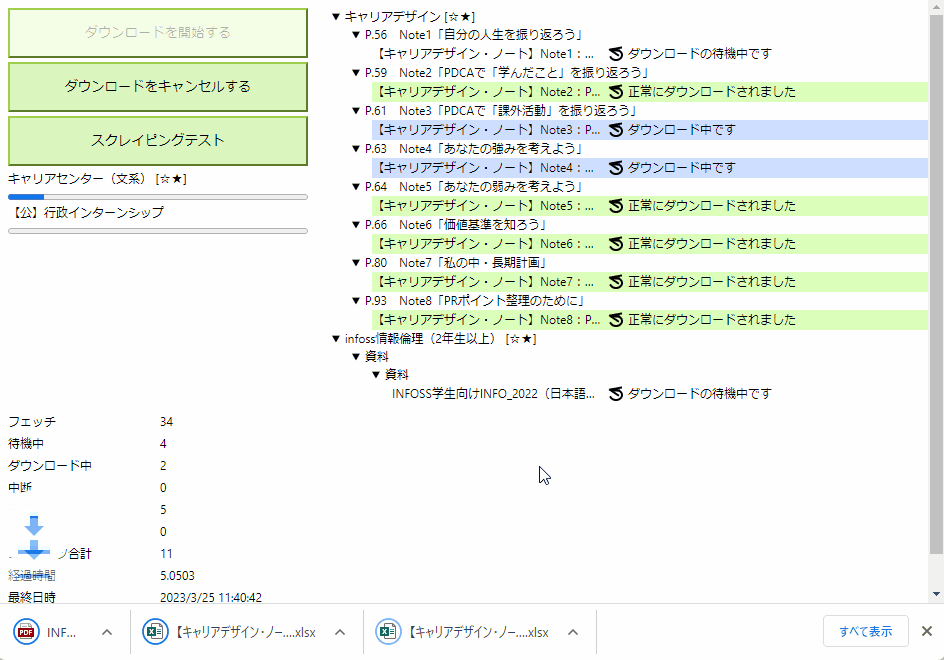 ダウンロードを開始する
ダウンロードをキャンセルする
スクレイピングテスト
キャリアセンター（文系） [☆★]
【公】行政インターンシップ
フェッチ 34
待機中 4
ダウンロード中 2
中断 0
5
0
合計 11
経過時間 5.0503
最終日時 2023/3/25 11:40:42
▼ キャリアデザイン [☆★]
▼ P.56 Note1「自分の人生を振り返ろう」
【キャリアデザイン・ノート】Note1：... ダウンロードの待機中です
▼ P.59 Note2「PDCAで「学んだこと」を振り返ろう」
【キャリアデザイン・ノート】Note2：P... 正常にダウンロードされました
▼ P.61 Note3「PDCAで「課外活動」を振り返ろう」
【キャリアデザイン・ノート】Note3：P... ダウンロード中です
▼ P.63 Note4「あなたの強みを考えよう」
【キャリアデザイン・ノート】Note4：... ダウンロード中です
▼ P.64 Note5「あなたの弱みを考えよう」
【キャリアデザイン・ノート】Note5：... 正常にダウンロードされました
▼ P.66 Note6「価値基準を知ろう」
【キャリアデザイン・ノート】Note6：... 正常にダウンロードされました
▼ P.80 Note7「私の中・長期計画」
【キャリアデザイン・ノート】Note7：... 正常にダウンロードされました
▼ P.93 Note8「PRポイント整理のために」
【キャリアデザイン・ノート】Note8：P... 正常にダウンロードされました
▼ infoss情報倫理（2年生以上） [☆★]
▼ 資料
▼ 資料
INFOSS学生向けINFO_2022（日本語... ダウンロードの待機中です
PDF INF...
【キャリアデザイン･ノー....xlsx
【キャリアデザイン･ノー....xlsx
すべて表示